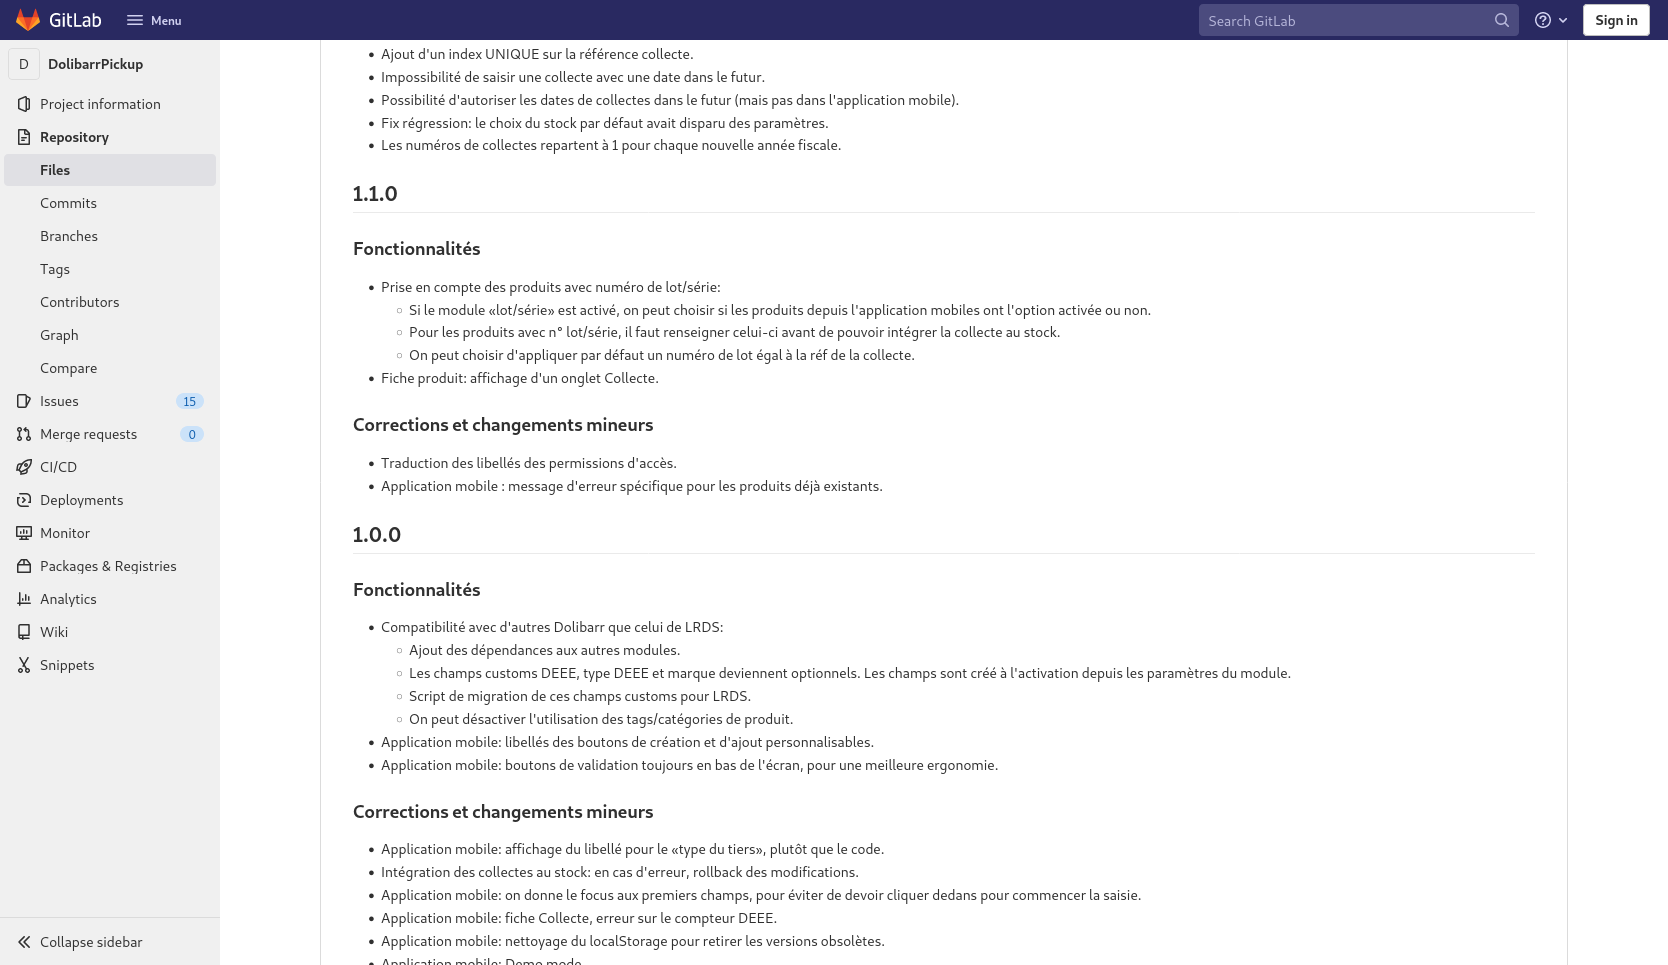 GitLab
Menu
Search GitLab
Sign in
D
DolibarrPickup
Project information
Repository
Files
Commits
Branches
Tags
Contributors
Graph
Compare
Issues 15
Merge requests 0
CI/CD
Deployments
Monitor
Packages & Registries
Analytics
Wiki
Snippets
Collapse sidebar
Ajout d'un index UNIQUE sur la référence collecte.
Impossibilité de saisir une collecte avec une date dans le futur.
Possibilité d'autoriser les dates de collectes dans le futur (mais pas dans l'application mobile).
Fix régression: le choix du stock par défaut avait disparu des paramètres.
Les numéros de collectes repartent à 1 pour chaque nouvelle année fiscale.
1.1.0
Fonctionnalités
Prise en compte des produits avec numéro de lot/série:
Si le module «lot/série» est activé, on peut choisir si les produits depuis l'application mobiles ont l'option activée ou non.
Pour les produits avec n° lot/série, il faut renseigner celui-ci avant de pouvoir intégrer la collecte au stock.
On peut choisir d'appliquer par défaut un numéro de lot égal à la réf de la collecte.
Fiche produit: affichage d'un onglet Collecte.
Corrections et changements mineurs
Traduction des libellés des permissions d'accès.
Application mobile : message d'erreur spécifique pour les produits déjà existants.
1.0.0
Fonctionnalités
Compatibilité avec d'autres Dolibarr que celui de LRDS:
Ajout des dépendances aux autres modules.
Les champs customs DEEE, type DEEE et marque deviennent optionnels. Les champs sont créé à l'activation depuis les paramètres du module.
Script de migration de ces champs customs pour LRDS.
On peut désactiver l'utilisation des tags/catégories de produit.
Application mobile: libellés des boutons de création et d'ajout personnalisables.
Application mobile: boutons de validation toujours en bas de l'écran, pour une meilleure ergonomie.
Corrections et changements mineurs
Application mobile: affichage du libellé pour le «type du tiers», plutôt que le code.
Intégration des collectes au stock: en cas d'erreur, rollback des modifications.
Application mobile: on donne le focus aux premiers champs, pour éviter de devoir cliquer dedans pour commencer la saisie.
Application mobile: fiche Collecte, erreur sur le compteur DEEE.
Application mobile: nettoyage du localStorage pour retirer les versions obsolètes.
Application mobile: Demo mode.